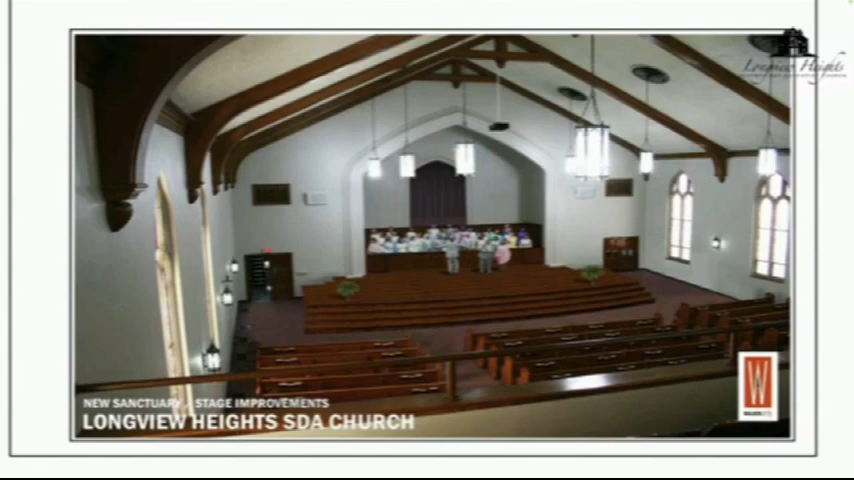 Longview Heights
NEW SANCTUARY / STAGE IMPROVEMENTS
LONGVIEW HEIGHTS SDA CHURCH
W